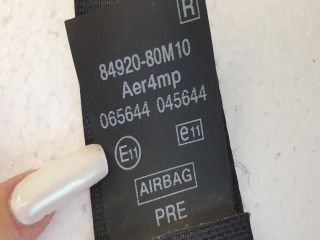 R
84920-80M10
Aer4mp
065644 045644
E11 e11
AIRBAG
PRE